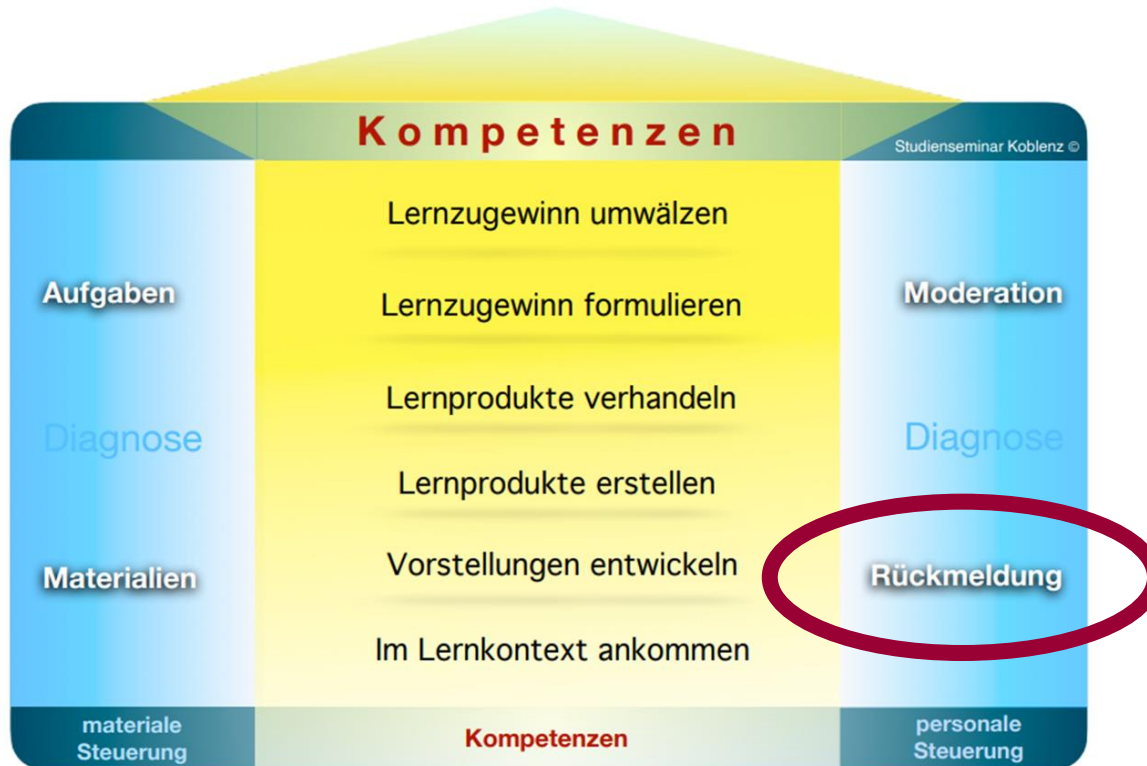 Kompetenzen
Studienseminar Koblenz ©
Lernzugewinn umwälzen
Aufgaben
Lernzugewinn formulieren
Moderation
Lernprodukte verhandeln
Diagnose
Diagnose
Lernprodukte erstellen
Materialien
Vorstellungen entwickeln
Rückmeldung
Im Lernkontext ankommen
materiale
Steuerung
Kompetenzen
personale
Steuerung